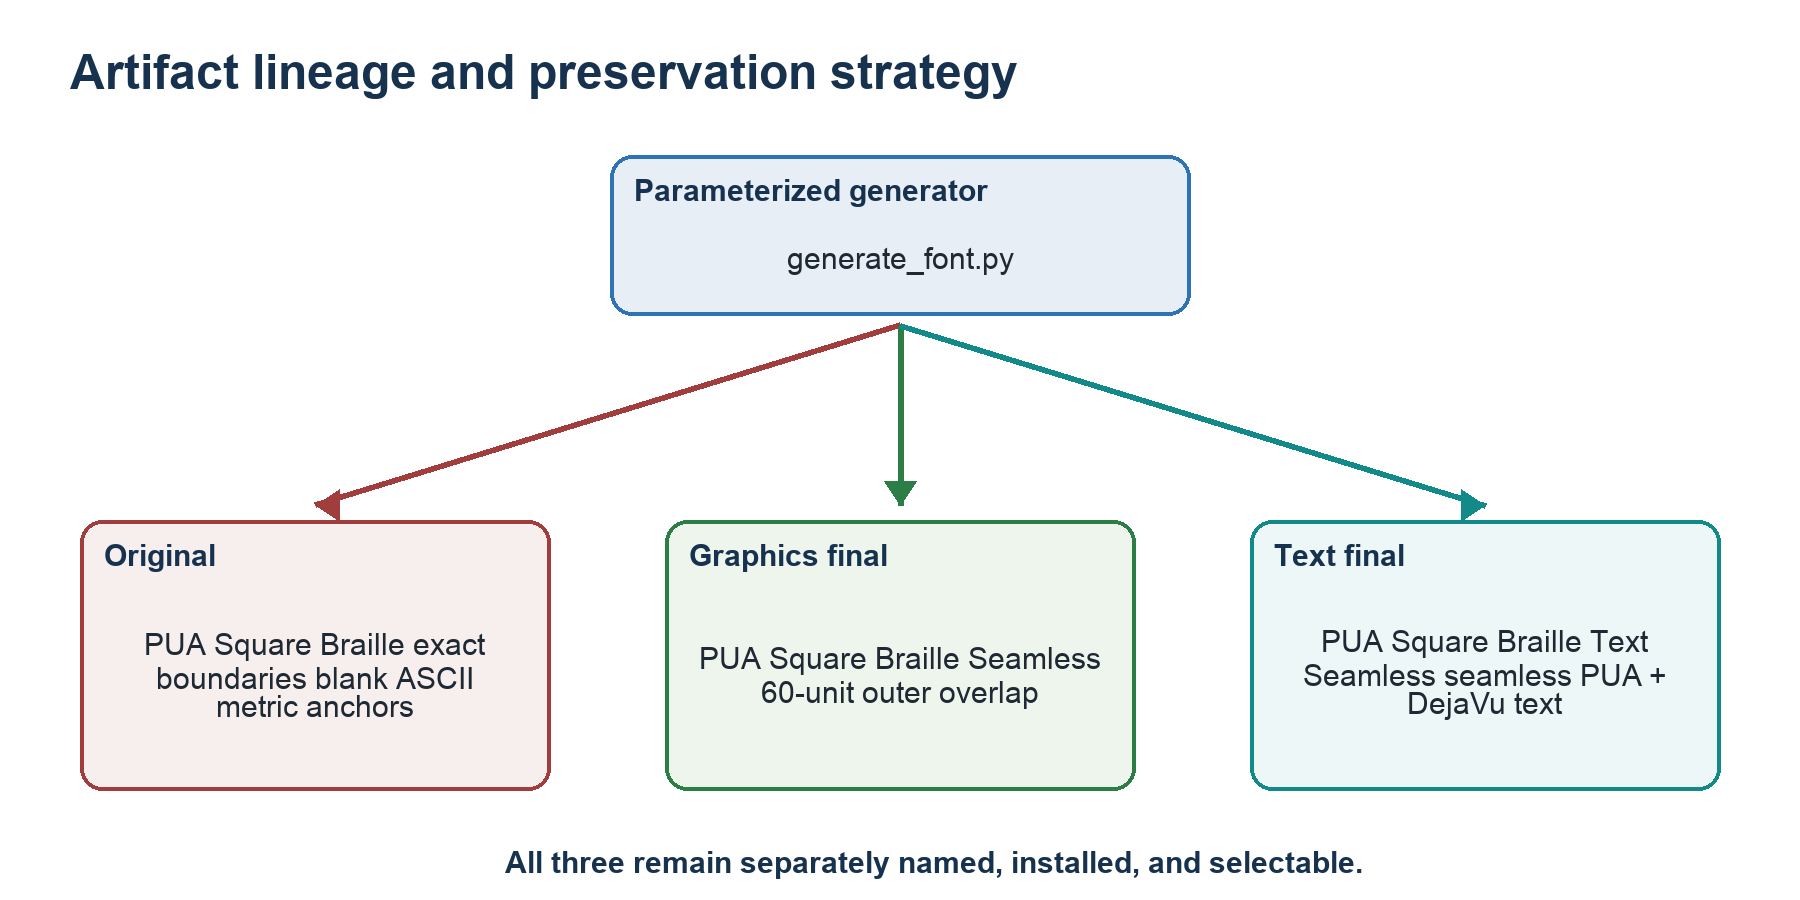 Artifact lineage and preservation strategy
Parameterized generator
generate_font.py
Original
PUA Square Braille exact
boundaries blank ASCII
metric anchors
Graphics final
PUA Square Braille Seamless
60-unit outer overlap
Text final
PUA Square Braille Text
Seamless seamless PUA +
DejaVu text
All three remain separately named, installed, and selectable.